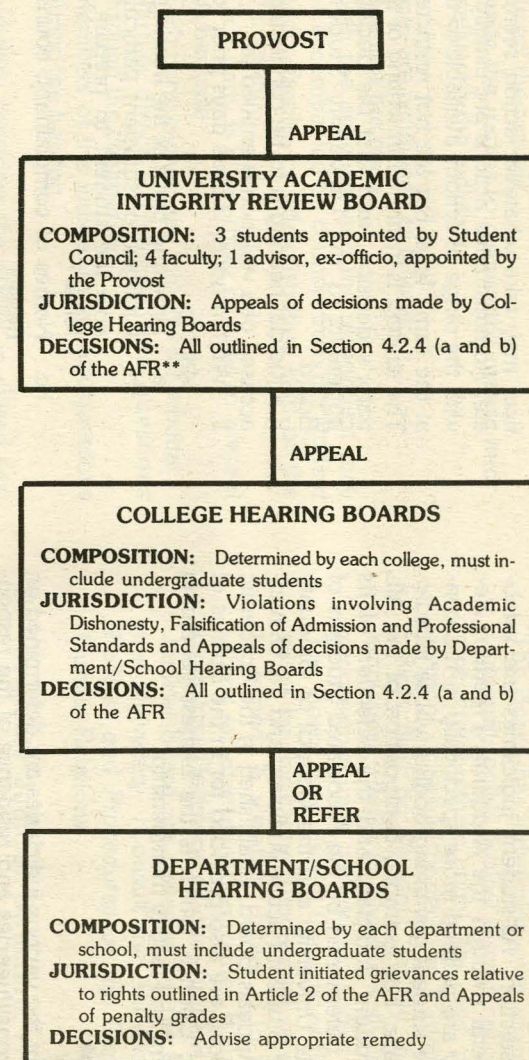 PROVOST
APPEAL
UNIVERSITY ACADEMIC
INTEGRITY REVIEW BOARD
COMPOSITION: 3 students appointed by Student
Council; 4 faculty; 1 advisor, ex-officio, appointed by
the Provost
JURISDICTION: Appeals of decisions made by Col-
lege Hearing Boards
DECISIONS: All outlined in Section 4.2.4 (a and b)
of the AFR**
APPEAL
COLLEGE HEARING BOARDS
COMPOSITION: Determined by each college, must in-
clude undergraduate students
JURISDICTION: Violations involving Academic
Dishonesty, Falsification of Admission and Professional
Standards and Appeals of decisions made by Depart-
ment/School Hearing Boards
DECISIONS: All outlined in Section 4.2.4 (a and b)
of the AFR
APPEAL
OR
REFER
DEPARTMENT/SCHOOL
HEARING BOARDS
COMPOSITION: Determined by each department or
school, must include undergraduate students
JURISDICTION: Student initiated grievances relative
to rights outlined in Article 2 of the AFR and Appeals
of penalty grades
DECISIONS: Advise appropriate remedy